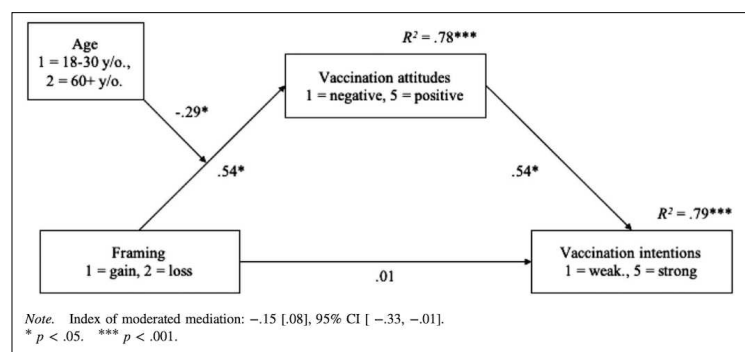 Age
1 = 18-30 y/o.,
2 = 60+ y/o.
R² = .78***
Vaccination attitudes
1 = negative, 5 = positive
-.29*
.54*
.54*
R² = .79***
Framing
1 = gain, 2 = loss
.01
Vaccination intentions
1 = weak., 5 = strong
Note. Index of moderated mediation: −.15 [.08], 95% CI [ −.33, −.01].
* p < .05. *** p < .001.